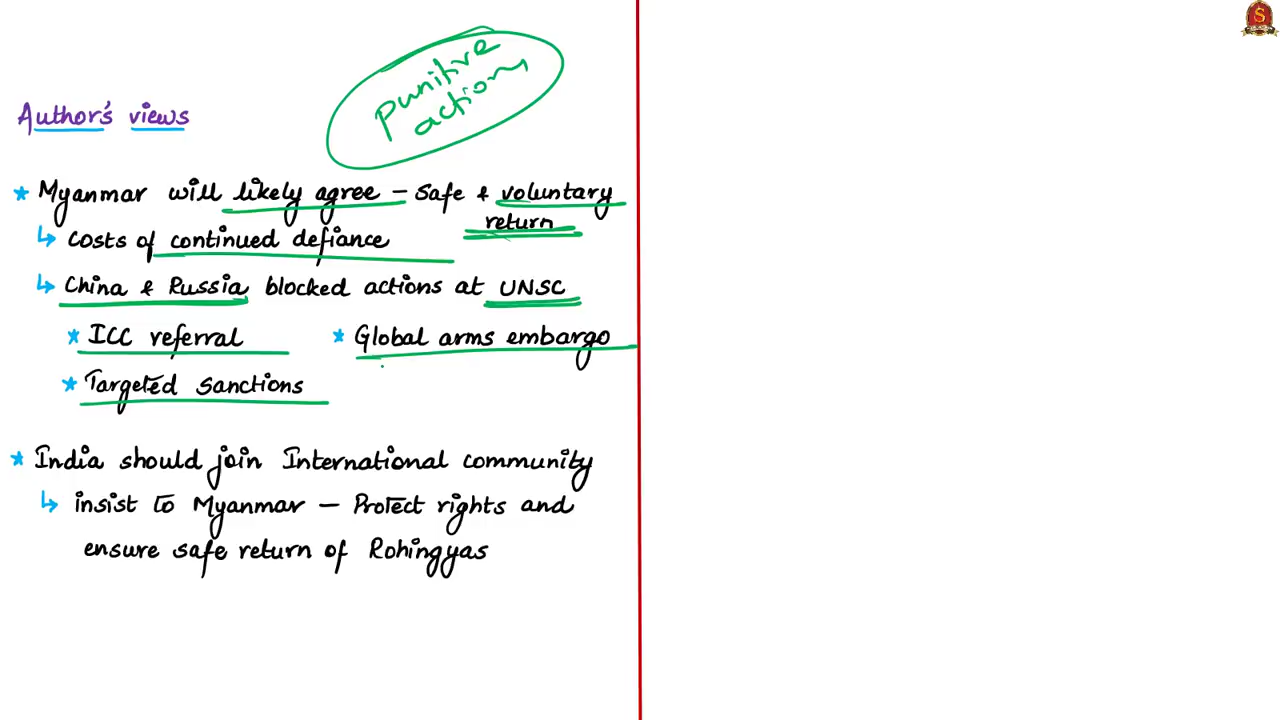 punitive
actions
Author's views
* Myanmar will likely agree – safe & voluntary
return
↳ costs of continued defiance
↳ China & Russia blocked actions at UNSC
* ICC referral * Global arms embargo
* Targeted sanctions
* India should join International community
↳ insist to Myanmar – Protect rights and
ensure safe return of Rohingyas
S